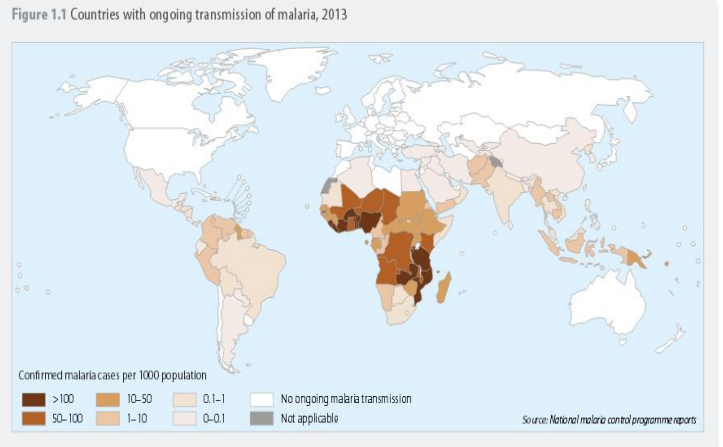 Figure 1.1 Countries with ongoing transmission of malaria, 2013
Confirmed malaria cases per 1000 population
>100
10–50
0.1–1
No ongoing malaria transmission
50–100
1–10
0–0.1
Not applicable
Source: National malaria control programme reports